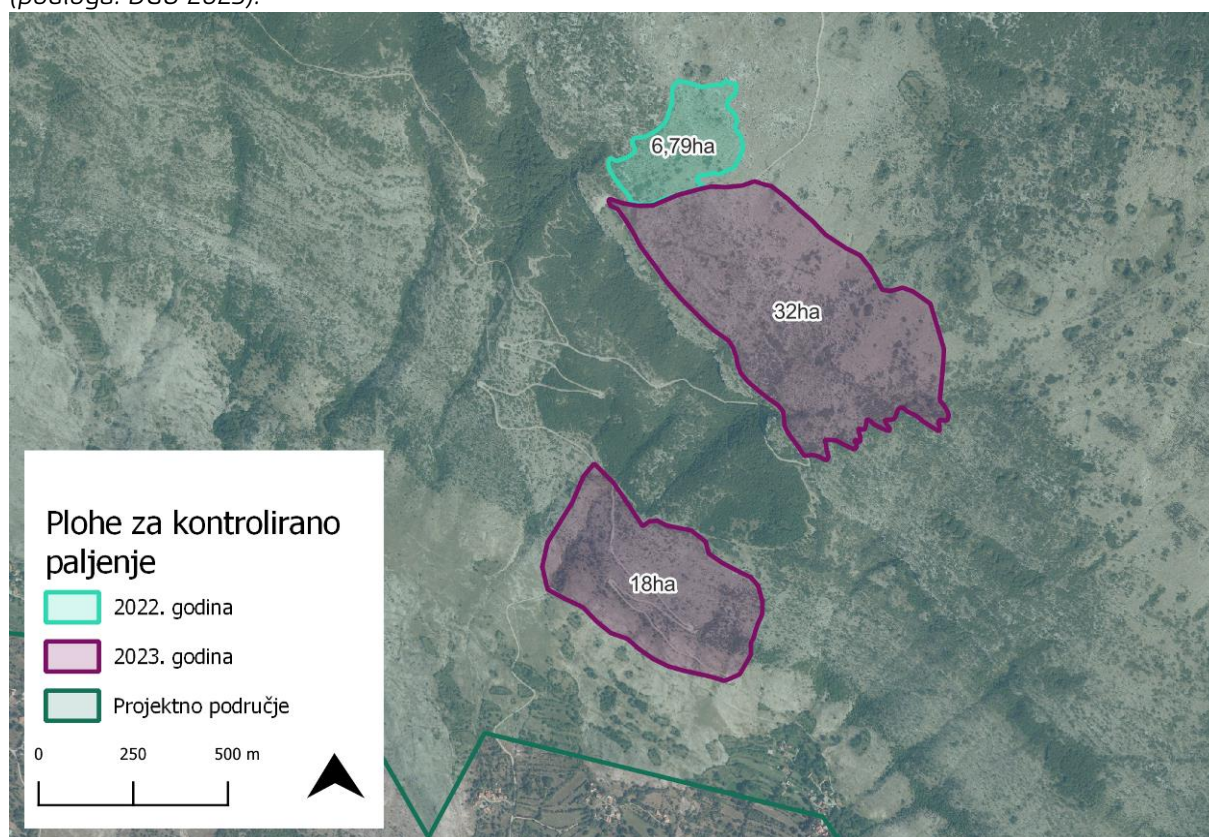 (podloga: DGU 2023).
6,79ha
32ha
18ha
Plohe za kontrolirano
paljenje
2022. godina
2023. godina
Projektno područje
0 250 500 m